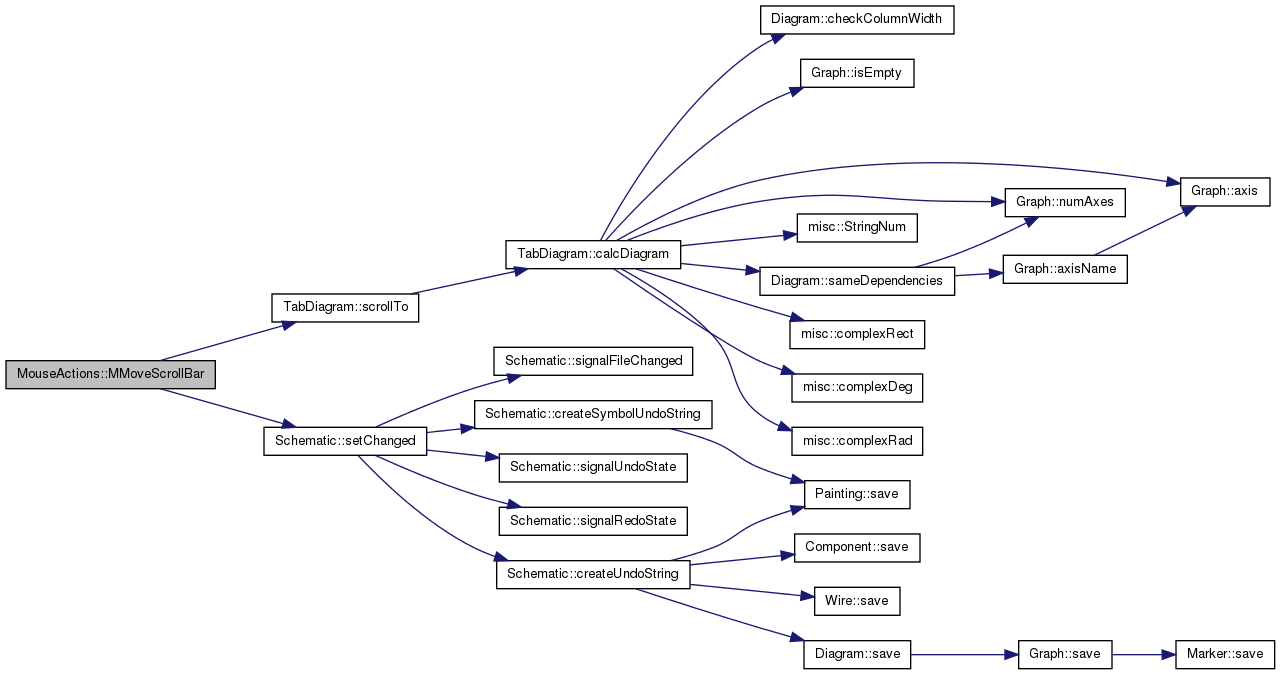 Diagram::checkColumnWidth
Graph::isEmpty
Graph::axis
Graph::numAxes
misc::StringNum
TabDiagram::calcDiagram
Graph::axisName
Diagram::sameDependencies
TabDiagram::scrollTo
misc::complexRect
Schematic::signalFileChanged
MouseActions::MMoveScrollBar
misc::complexDeg
Schematic::createSymbolUndoString
Schematic::setChanged
misc::complexRad
Schematic::signalUndoState
Painting::save
Schematic::signalRedoState
Component::save
Schematic::createUndoString
Wire::save
Diagram::save
Graph::save
Marker::save